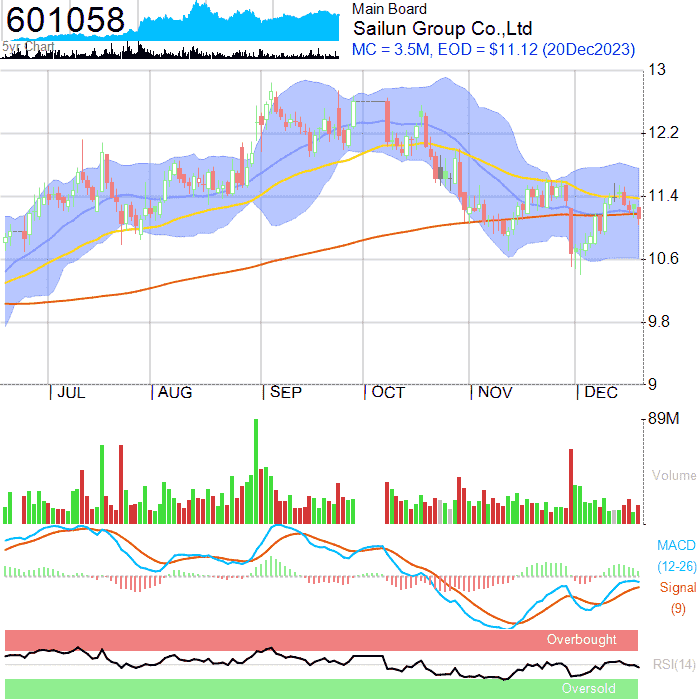 601058
5yr Chart
Main Board
Sailun Group Co.,Ltd
MC = 3.5M, EOD = $11.12 (20Dec2023)
13
12.2
11.4
10.6
9.8
9
JUL AUG SEP OCT NOV DEC
89M
Volume
MACD
(12-26)
Signal
(9)
Overbought
RSI(14)
Oversold